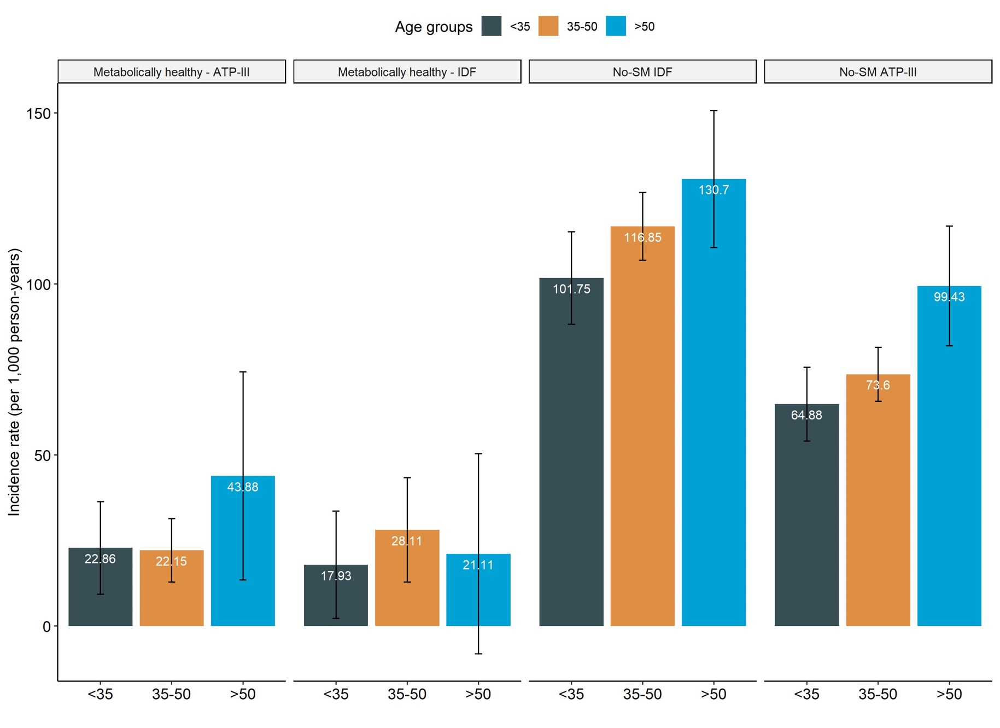 Age groups <35 35-50 >50
Metabolically healthy - ATP-III
Metabolically healthy - IDF
No-SM IDF
No-SM ATP-III
Incidence rate (per 1,000 person-years)
150
100
50
0
22.86
22.15
43.88
17.93
28.11
21.11
101.75
116.85
130.7
64.88
73.6
99.43
<35 35-50 >50
<35 35-50 >50
<35 35-50 >50
<35 35-50 >50